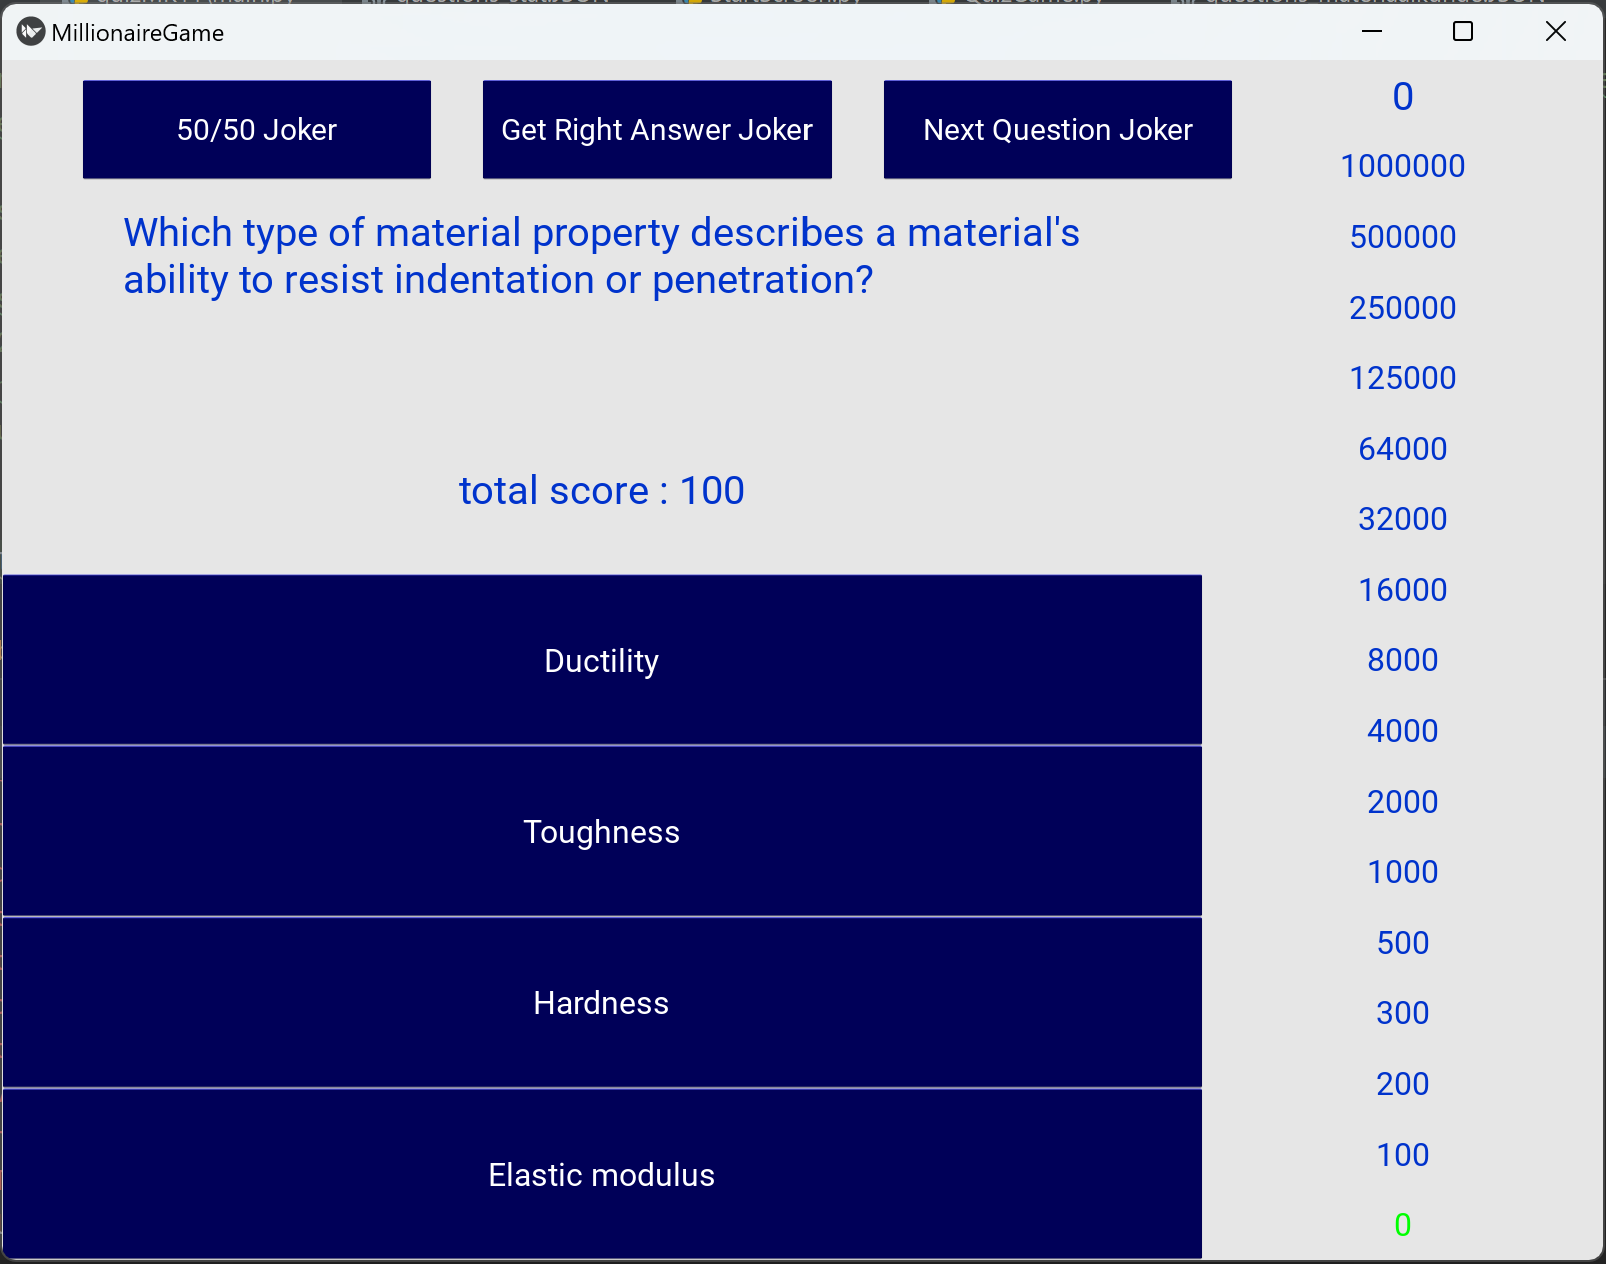 MillionaireGame
50/50 Joker
Get Right Answer Joker
Next Question Joker
Which type of material property describes a material's
ability to resist indentation or penetration?
total score : 100
Ductility
Toughness
Hardness
Elastic modulus
0
1000000
500000
250000
125000
64000
32000
16000
8000
4000
2000
1000
500
300
200
100
0